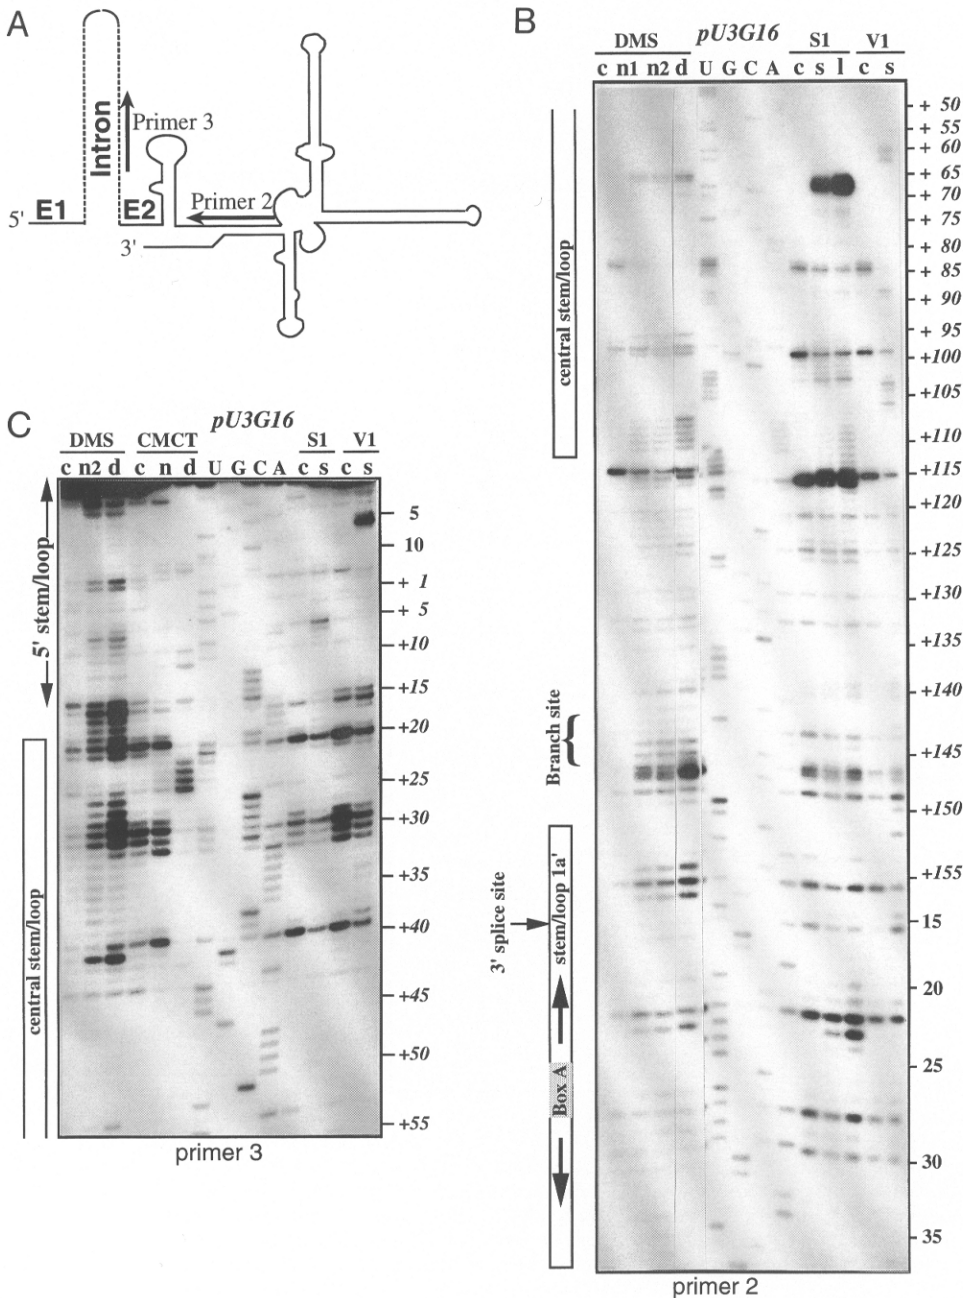 A
Intron
Primer 3
Primer 2
5'
E1
E2
3'
B
pU3G16
DMS
S1
V1
c n1 n2 d U G C A c s l c s
central stem/loop
Branch site
3' splice site
stem/loop 1a'
Box A
+ 50
+ 55
+ 60
+ 65
+ 70
+ 75
+ 80
+ 85
+ 90
+ 95
+100
+105
+110
+115
+120
+125
+130
+135
+140
+145
+150
+155
15
20
25
30
35
primer 2
C
pU3G16
DMS
CMCT
S1
V1
c n2 d c n d U G C A c s c s
5' stem/loop
central stem/loop
5
10
+ 1
+ 5
+10
+15
+20
+25
+30
+35
+40
+45
+50
+55
primer 3